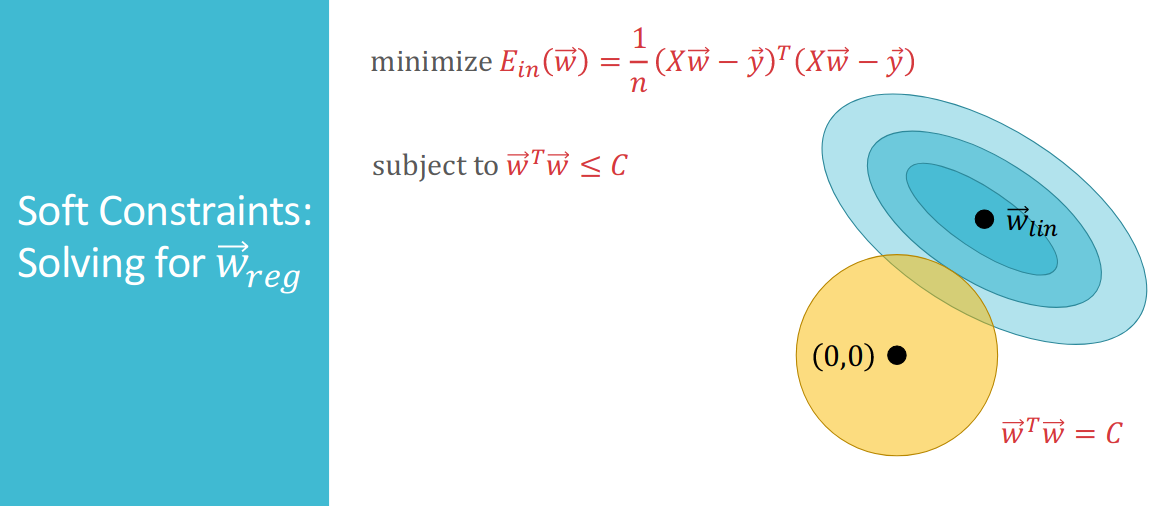 Soft Constraints:
Solving for $\vec{w}_{reg}$
minimize $E_{in}(\vec{w}) = \frac{1}{n}(X\vec{w} - \vec{y})^T(X\vec{w} - \vec{y})$
subject to $\vec{w}^T\vec{w} \leq C$
$\vec{w}_{lin}$
(0,0)
$\vec{w}^T\vec{w} = C$